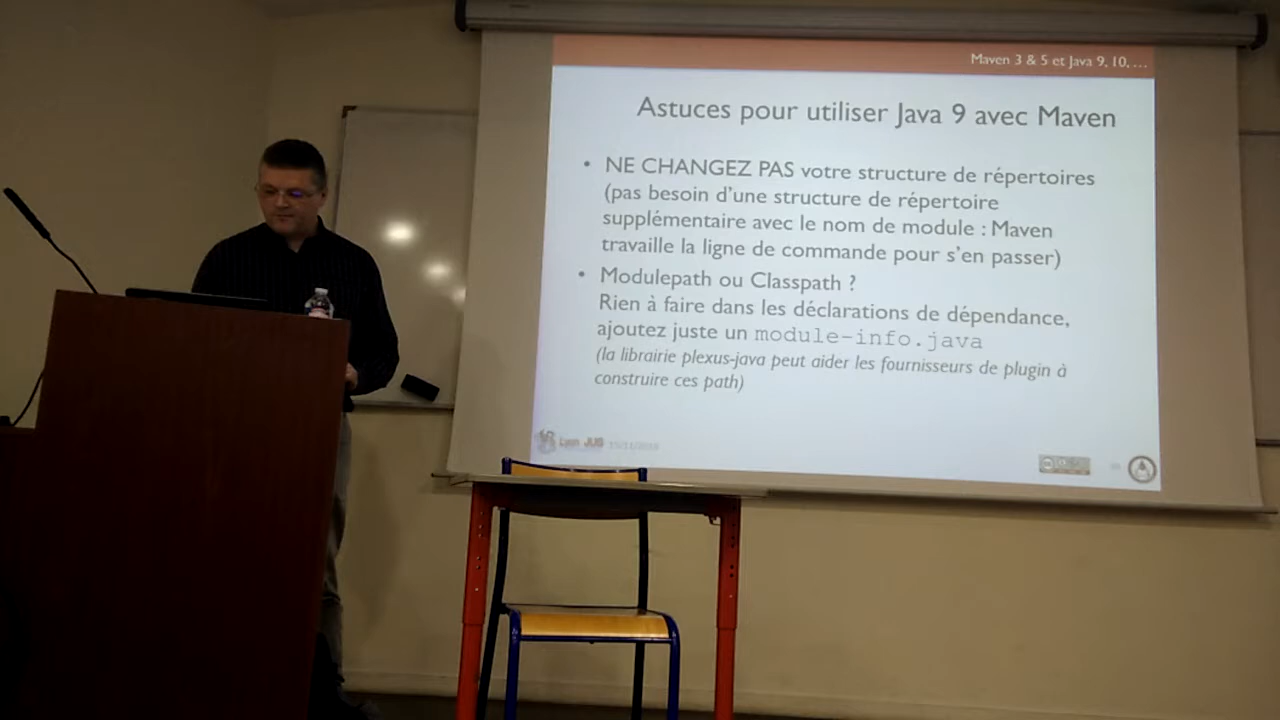 Maven 3 & 5 et Java 9, 10, ...
Astuces pour utiliser Java 9 avec Maven
• NE CHANGEZ PAS votre structure de répertoires
(pas besoin d'une structure de répertoire
supplémentaire avec le nom de module : Maven
travaille la ligne de commande pour s'en passer)
• Modulepath ou Classpath ?
Rien à faire dans les déclarations de dépendance,
ajoutez juste un module-info.java
(la librairie plexus-java peut aider les fournisseurs de plugin à
construire ces path)
Lyon JUG